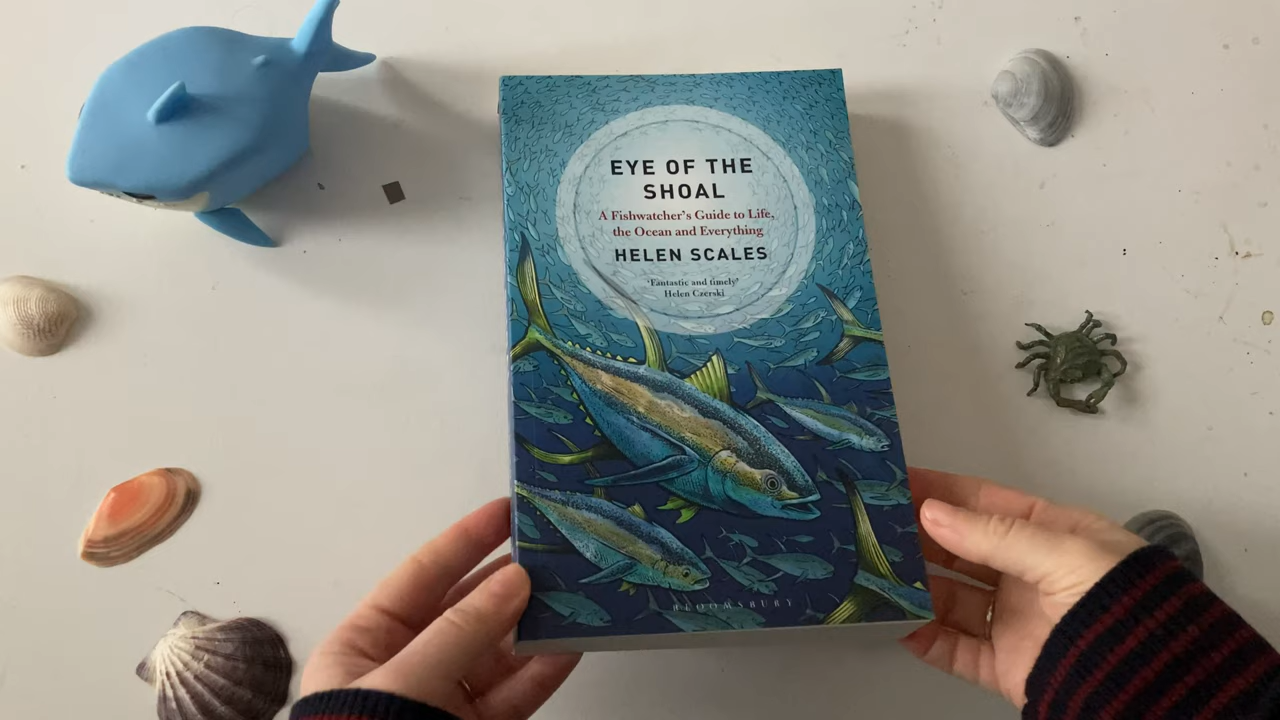 EYE OF THE
SHOAL
A Fishwatcher's Guide to Life,
the Ocean and Everything
HELEN SCALES
'Fantastic and timely'
Helen Czerski
BLOOMSBURY